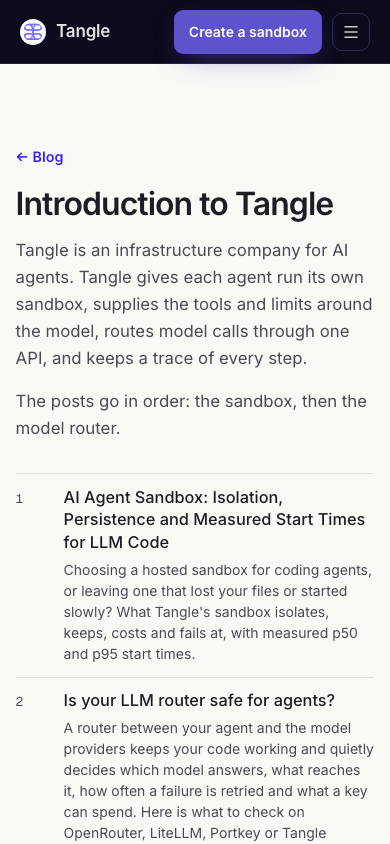 Tangle
Create a sandbox
← Blog
Introduction to Tangle
Tangle is an infrastructure company for AI
agents. Tangle gives each agent run its own
sandbox, supplies the tools and limits around
the model, routes model calls through one
API, and keeps a trace of every step.
The posts go in order: the sandbox, then the
model router.
1
AI Agent Sandbox: Isolation,
Persistence and Measured Start Times
for LLM Code
Choosing a hosted sandbox for coding agents,
or leaving one that lost your files or started
slowly? What Tangle's sandbox isolates,
keeps, costs and fails at, with measured p50
and p95 start times.
2
Is your LLM router safe for agents?
A router between your agent and the model
providers keeps your code working and quietly
decides which model answers, what reaches
it, how often a failure is retried and what a key
can spend. Here is what to check on
OpenRouter, LiteLLM, Portkey or Tangle